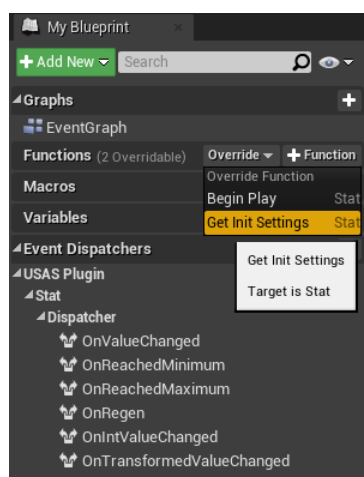 My Blueprint
Add New Search
Graphs
EventGraph
Functions (2 Overridable) Override Function
Override Function
Macros Begin Play Stat
Variables Get Init Settings Stat
Event Dispatchers
Get Init Settings
USAS Plugin
Target is Stat
Stat
Dispatcher
OnValueChanged
OnReachedMinimum
OnReachedMaximum
OnRegen
OnIntValueChanged
OnTransformedValueChanged